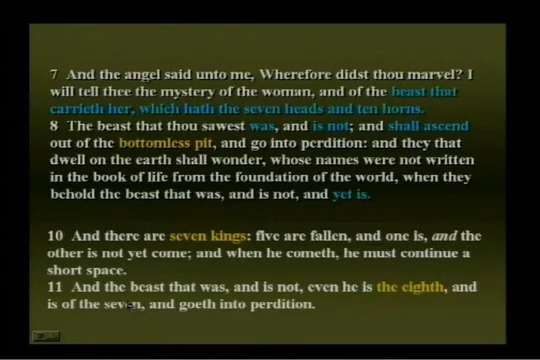 7 And the angel said unto me, Wherefore didst thou marvel? I
will tell thee the mystery of the woman, and of the beast that
carrieth her, which hath the seven heads and ten horns.
8 The beast that thou sawest was, and is not; and shall ascend
out of the bottomless pit, and go into perdition: and they that
dwell on the earth shall wonder, whose names were not written
in the book of life from the foundation of the world, when they
behold the beast that was, and is not, and yet is.
10 And there are seven kings: five are fallen, and one is, and the
other is not yet come; and when he cometh, he must continue a
short space.
11 And the beast that was, and is not, even he is the eighth, and
is of the seven, and goeth into perdition.